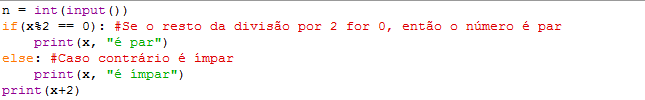 n = int(input())
if(x%2 == 0): #Se o resto da divisão por 2 for 0, então o número é par
    print(x, "é par")
else: #Caso contrário é ímpar
    print(x, "é ímpar")
print(x+2)